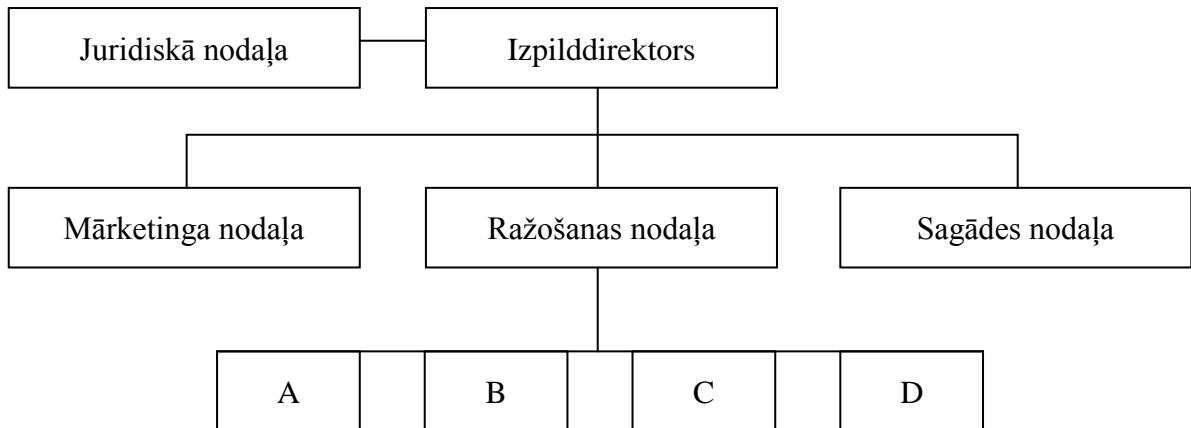 Juridiskā nodaļa
Izpilddirektors
Mārketinga nodaļa
Ražošanas nodaļa
Sagādes nodaļa
A
B
C
D